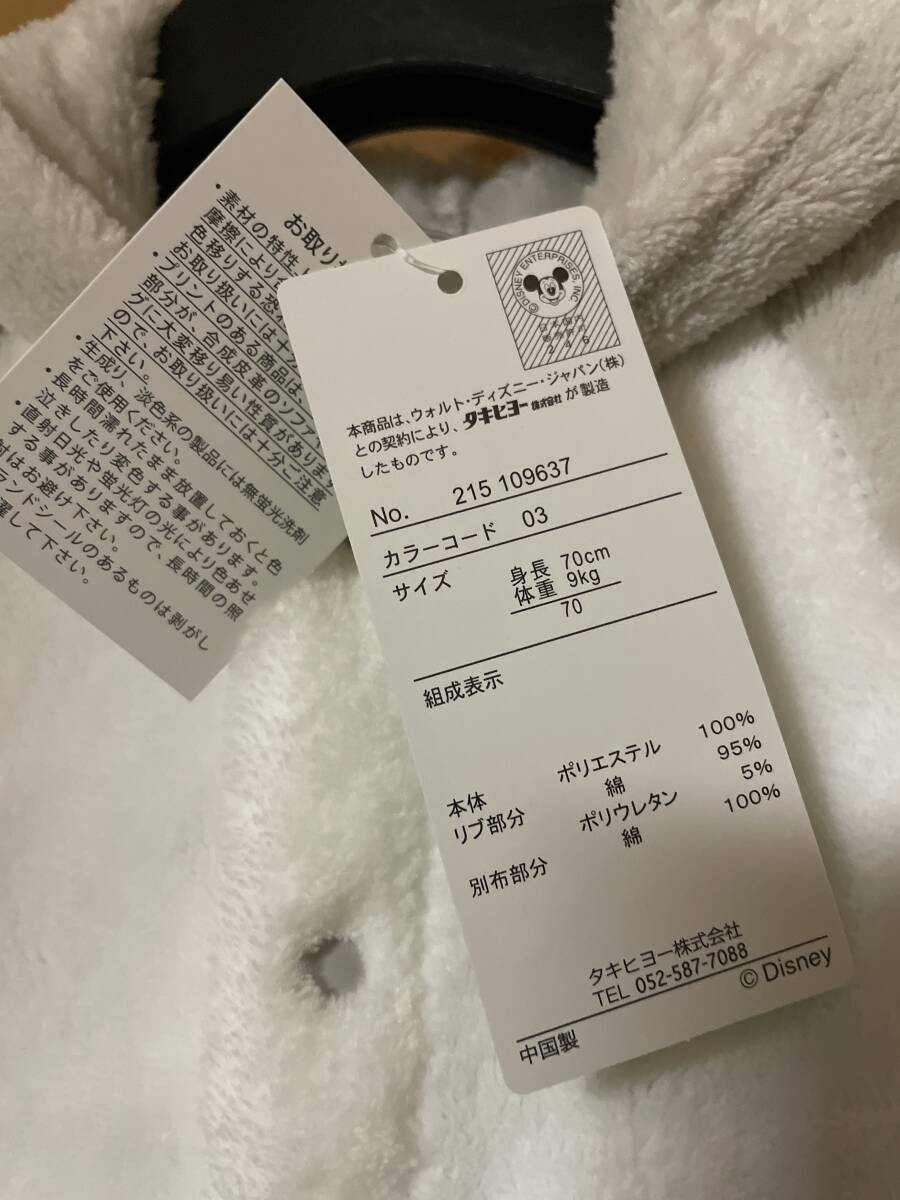 お取り
・素材の特性
摩擦により
色移りする恐
お取り扱いには十
・プリントのある商品は
部分が、合成皮革のソファ
グに大変移り易い性質がありま
ので、お取り扱いには十分ご注意
下さい。
・生成り、淡色系の製品には無蛍光洗剤
をご使用ください。
・長時間濡れたまま放置しておくと色
泣きしたり変色する事があります。
・直射日光や蛍光灯の光により色あせ
する事がありますので、長時間の照
射はお避け下さい。
ランドシールのあるものは剥がし
濯して下さい。
© DISNEY ENTERPRISES INC.
日本国内
販売許可
246
本商品は、ウォルト・ディズニー・ジャパン(株)
との契約により、タキヒヨー株式会社が製造
したものです。
No. 215 109637
カラーコード 03
サイズ 身長 70cm
体重 9kg
70
組成表示
本体 ポリエステル 100%
リブ部分 綿 95%
ポリウレタン 5%
別布部分 綿 100%
タキヒヨー株式会社
TEL 052-587-7088
© Disney
中国製